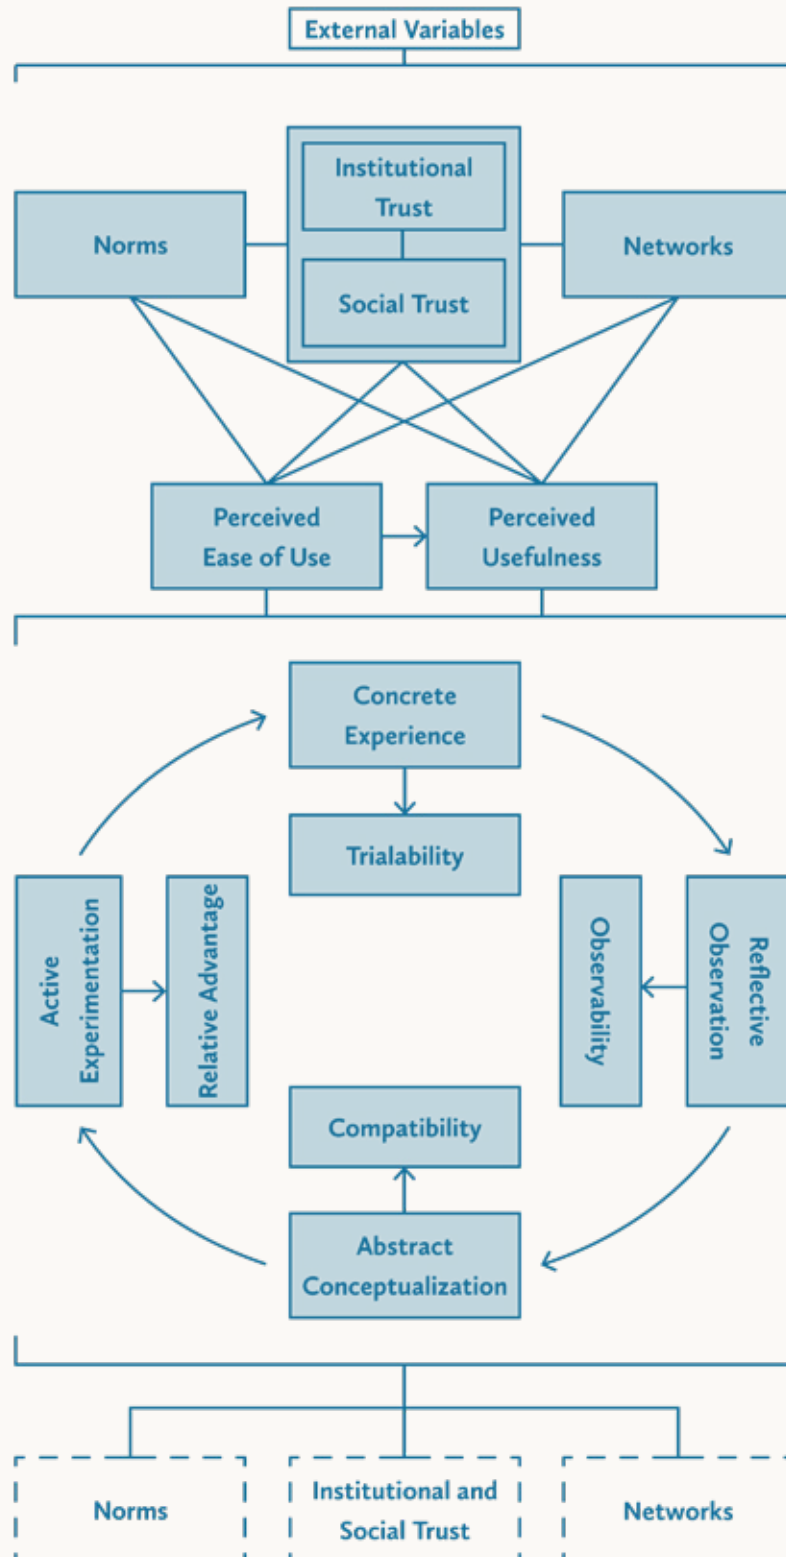 External Variables
Institutional
Trust
Norms
Networks
Social Trust
Perceived
Ease of Use
Perceived
Usefulness
Concrete
Experience
Trialability
Active
Experimentation
Relative Advantage
Observability
Reflective
Observation
Compatibility
Abstract
Conceptualization
Norms
Institutional and
Social Trust
Networks